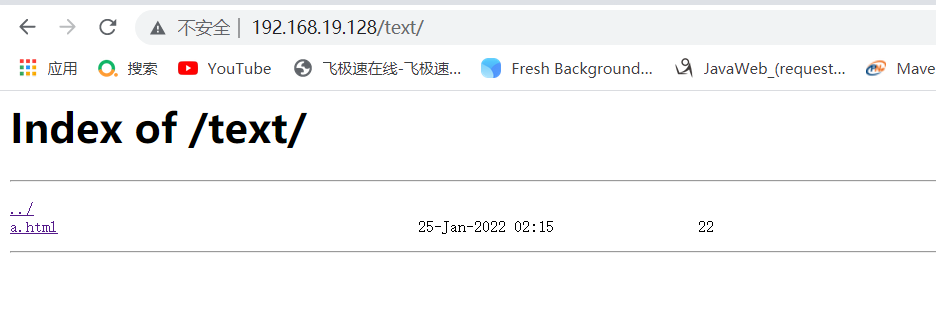 不安全 | 192.168.19.128/text/
应用 搜索 YouTube 飞极速在线-飞极速... Fresh Background... JavaWeb_(request... Mave
Index of /text/
../
a.html 25-Jan-2022 02:15 22